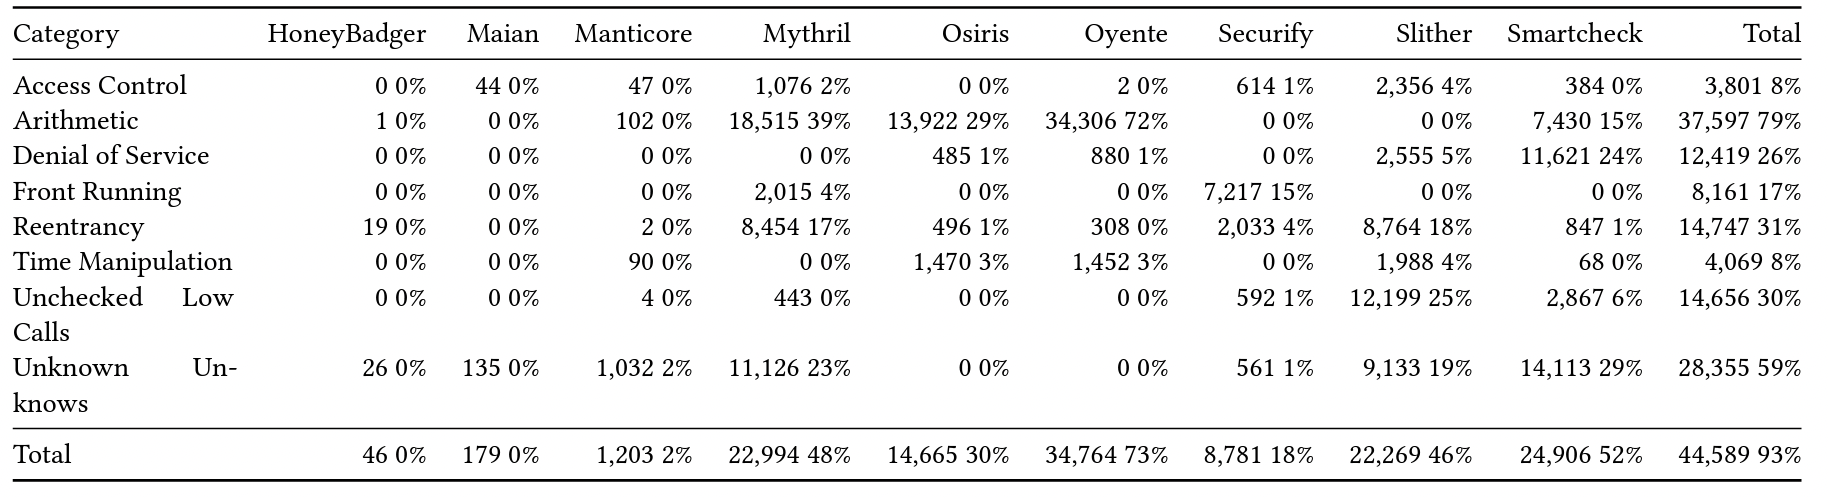 Category HoneyBadger Maian Manticore Mythril Osiris Oyente Securify Slither Smartcheck Total
Access Control 0 0% 44 0% 47 0% 1,076 2% 0 0% 2 0% 614 1% 2,356 4% 384 0% 3,801 8%
Arithmetic 1 0% 0 0% 102 0% 18,515 39% 13,922 29% 34,306 72% 0 0% 0 0% 7,430 15% 37,597 79%
Denial of Service 0 0% 0 0% 0 0% 0 0% 485 1% 880 1% 0 0% 2,555 5% 11,621 24% 12,419 26%
Front Running 0 0% 0 0% 0 0% 2,015 4% 0 0% 0 0% 7,217 15% 0 0% 0 0% 8,161 17%
Reentrancy 19 0% 0 0% 2 0% 8,454 17% 496 1% 308 0% 2,033 4% 8,764 18% 847 1% 14,747 31%
Time Manipulation 0 0% 0 0% 90 0% 0 0% 1,470 3% 1,452 3% 0 0% 1,988 4% 68 0% 4,069 8%
Unchecked Low 0 0% 0 0% 4 0% 443 0% 0 0% 0 0% 592 1% 12,199 25% 2,867 6% 14,656 30%
Calls
Unknown Un- 26 0% 135 0% 1,032 2% 11,126 23% 0 0% 0 0% 561 1% 9,133 19% 14,113 29% 28,355 59%
knows
Total 46 0% 179 0% 1,203 2% 22,994 48% 14,665 30% 34,764 73% 8,781 18% 22,269 46% 24,906 52% 44,589 93%